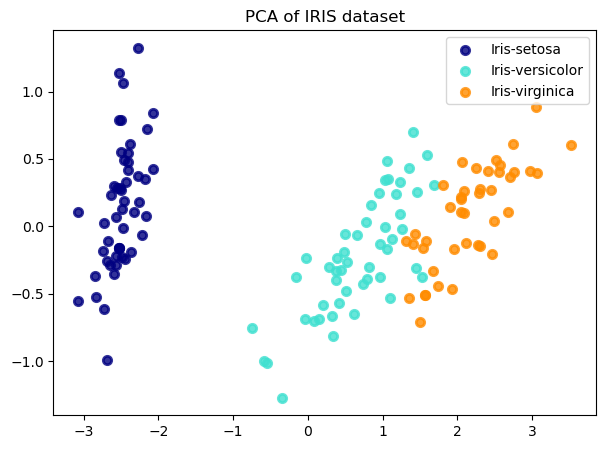 PCA of IRIS dataset
Iris-setosa
Iris-versicolor
Iris-virginica
1.0
0.5
0.0
−0.5
−1.0
−3 −2 −1 0 1 2 3